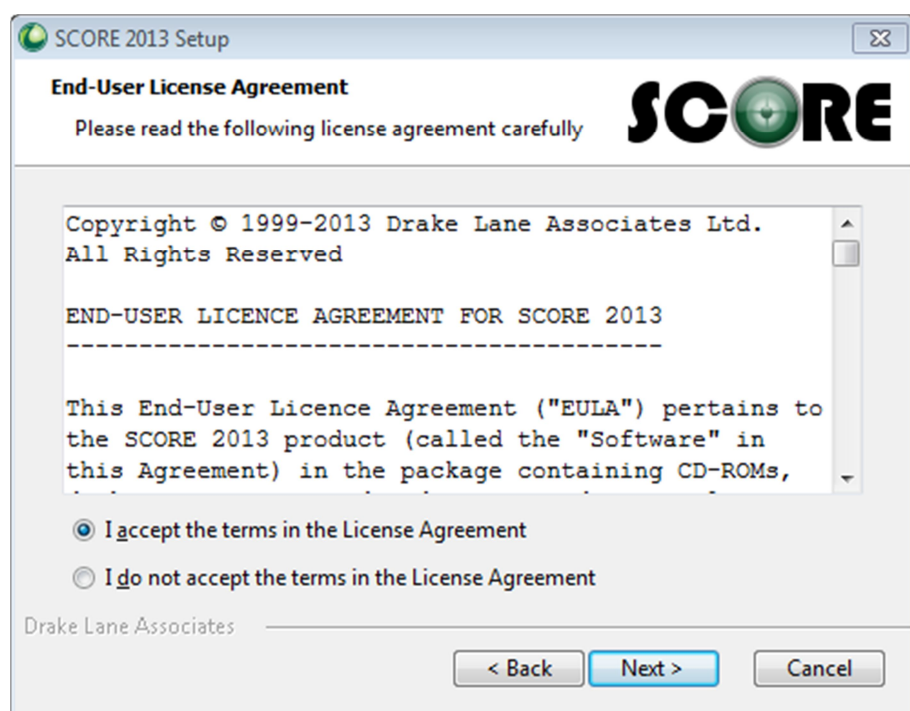 SCORE 2013 Setup
End-User License Agreement
Please read the following license agreement carefully
SCORE
Copyright © 1999-2013 Drake Lane Associates Ltd.
All Rights Reserved
END-USER LICENCE AGREEMENT FOR SCORE 2013
-----------------------------------------
This End-User Licence Agreement ("EULA") pertains to
the SCORE 2013 product (called the "Software" in
this Agreement) in the package containing CD-ROMs,
I accept the terms in the License Agreement
I do not accept the terms in the License Agreement
Drake Lane Associates
< Back
Next >
Cancel